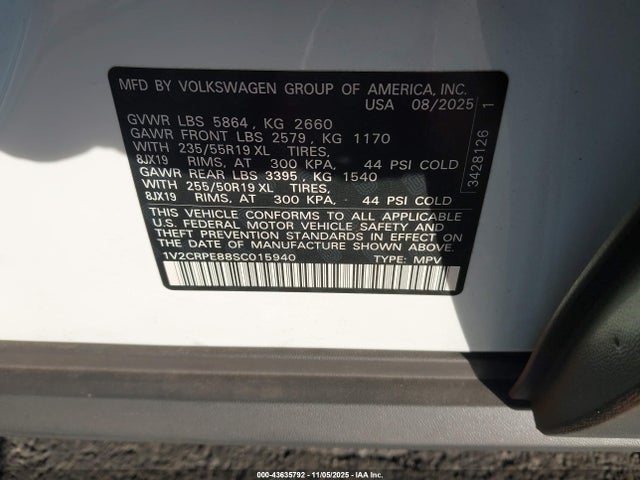 MFD BY VOLKSWAGEN GROUP OF AMERICA, INC.
USA 08/2025
GVWR LBS 5864, KG 2660
GAWR FRONT LBS 2579, KG 1170
WITH 235/55R19 XL TIRES,
8JX19 RIMS, AT 300 KPA, 44 PSI COLD
GAWR REAR LBS 3395, KG 1540
WITH 255/50R19 XL TIRES,
8JX19 RIMS, AT 300 KPA, 44 PSI COLD
THIS VEHICLE CONFORMS TO ALL APPLICABLE
U.S. FEDERAL MOTOR VEHICLE SAFETY, BUMPER, AND
THEFT PREVENTION STANDARDS IN EFFECT ON
THE DATE OF MANUFACTURE SHOWN ABOVE.
1V2CRPE88SC015940 TYPE: MPV
3428126 1
000-43635792 - 11/05/2025 - IAA Inc.